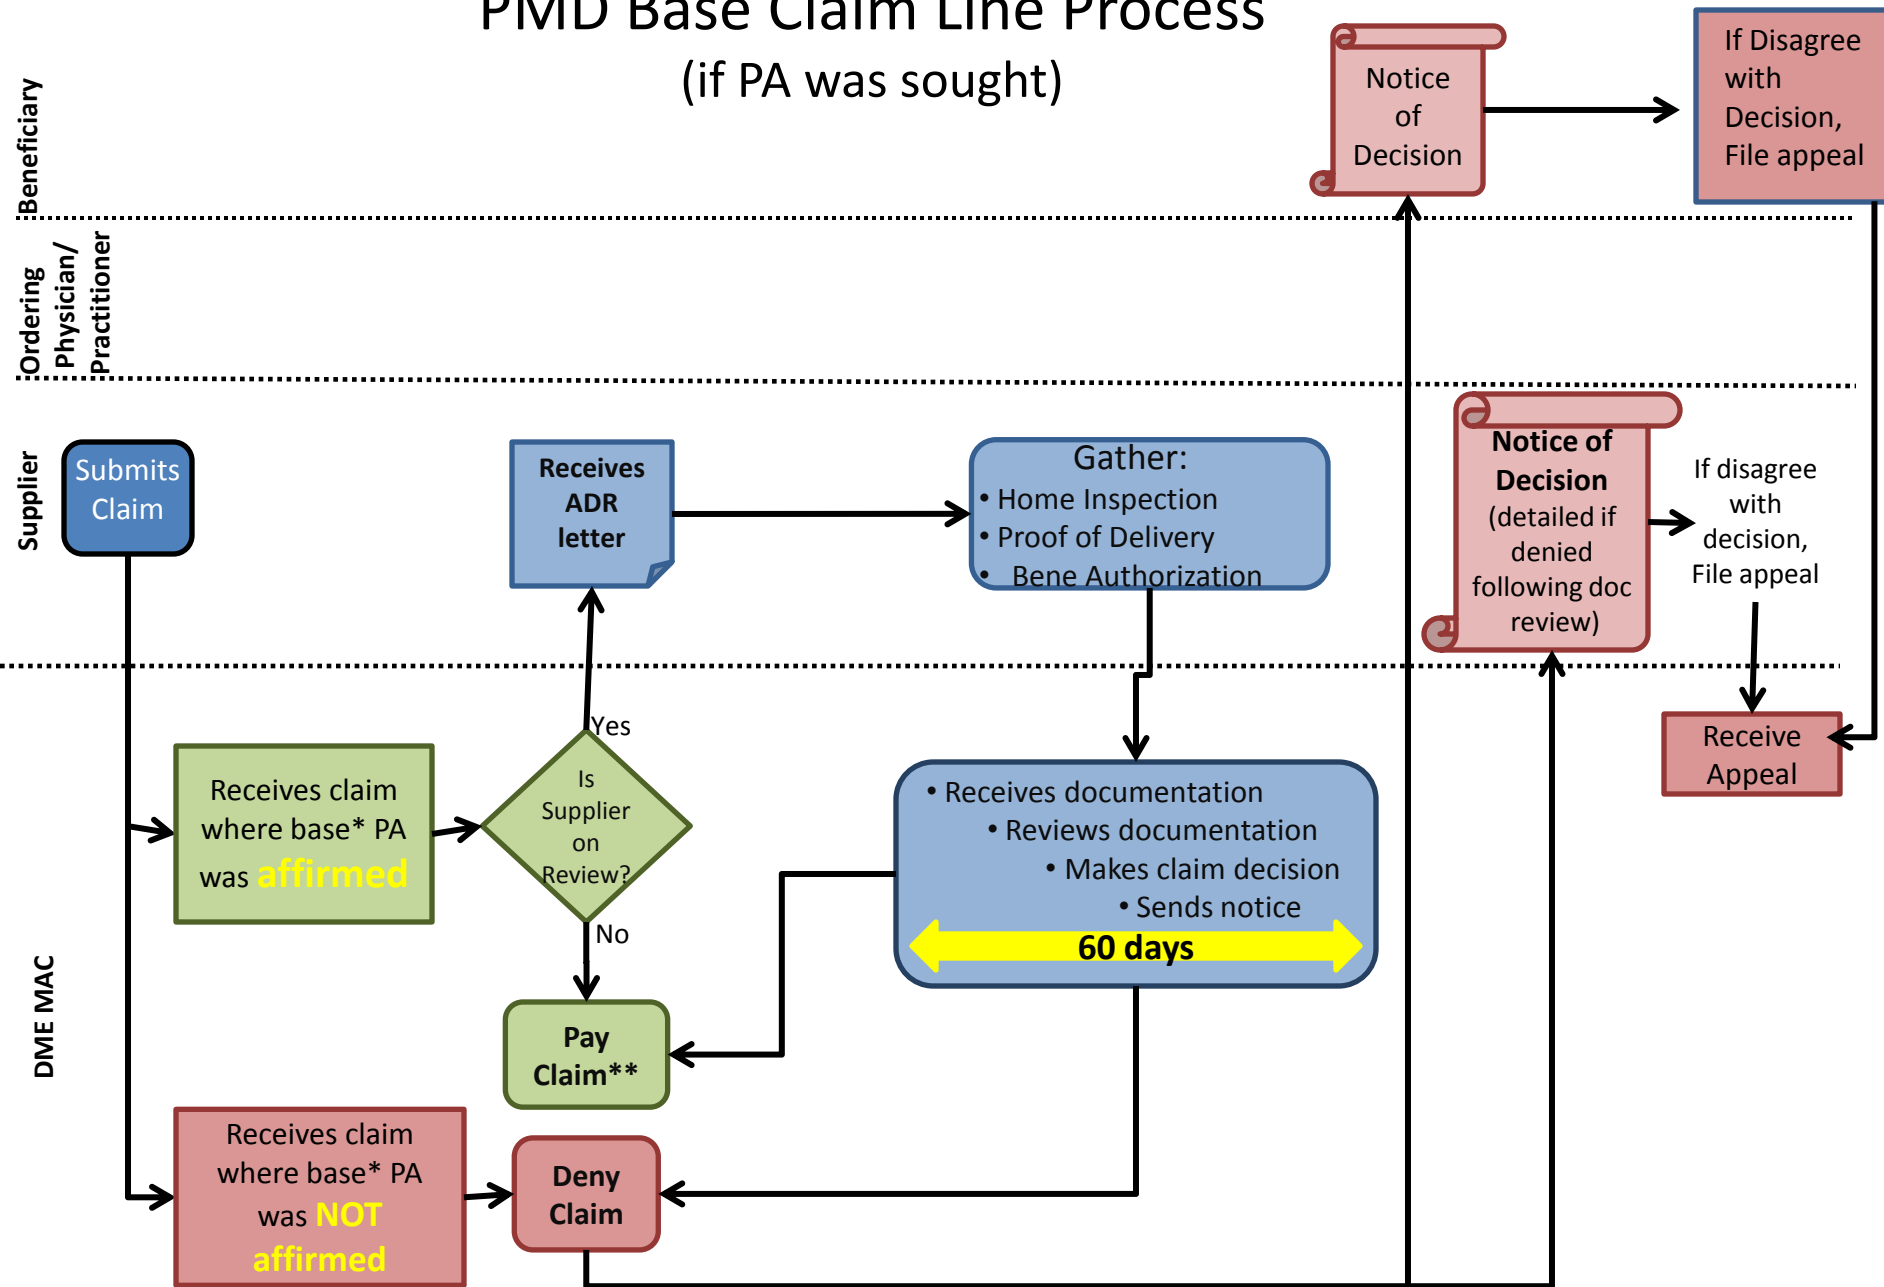 PMD Base Claim Line Process
(if PA was sought)
Beneficiary
Notice
of
Decision
If Disagree
with
Decision,
File appeal
Ordering
Physician/
Practitioner
Supplier
Submits
Claim
Receives
ADR
letter
Gather:
• Home Inspection
• Proof of Delivery
• Bene Authorization
Notice of
Decision
(detailed if
denied
following doc
review)
If disagree
with
decision,
File appeal
DME MAC
Receives claim
where base* PA
was affirmed
Yes
Is
Supplier
on
Review?
No
• Receives documentation
• Reviews documentation
• Makes claim decision
• Sends notice
60 days
Receive
Appeal
Pay
Claim**
Receives claim
where base* PA
was NOT
affirmed
Deny
Claim